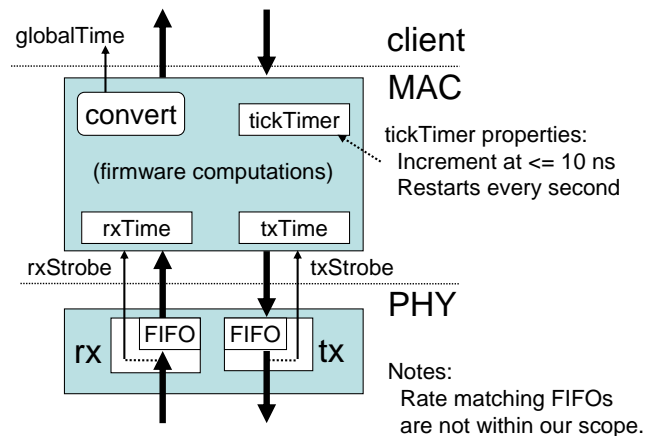 globalTime
client
MAC
convert
tickTimer
tickTimer properties:
Increment at <= 10 ns
Restarts every second
(firmware computations)
rxTime
txTime
rxStrobe
txStrobe
PHY
rx
FIFO
FIFO
tx
Notes:
Rate matching FIFOs
are not within our scope.